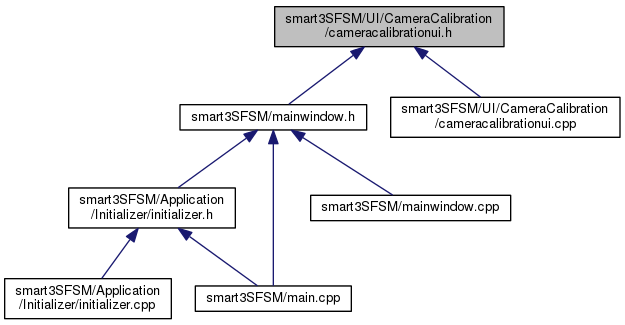 smart3SFSM/UI/CameraCalibration
/cameracalibrationui.h
smart3SFSM/mainwindow.h
smart3SFSM/UI/CameraCalibration
/cameracalibrationui.cpp
smart3SFSM/Application
/Initializer/initializer.h
smart3SFSM/mainwindow.cpp
smart3SFSM/Application
/Initializer/initializer.cpp
smart3SFSM/main.cpp